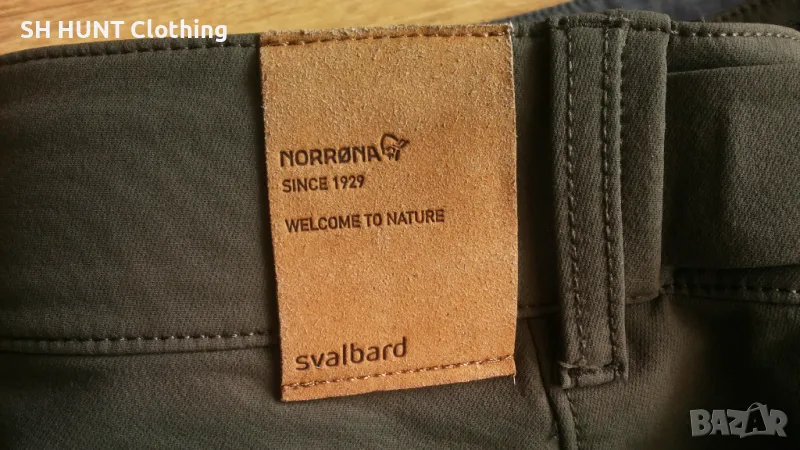 SH HUNT Clothing
NORRØNA
SINCE 1929
WELCOME TO NATURE
svalbard
BAZAR